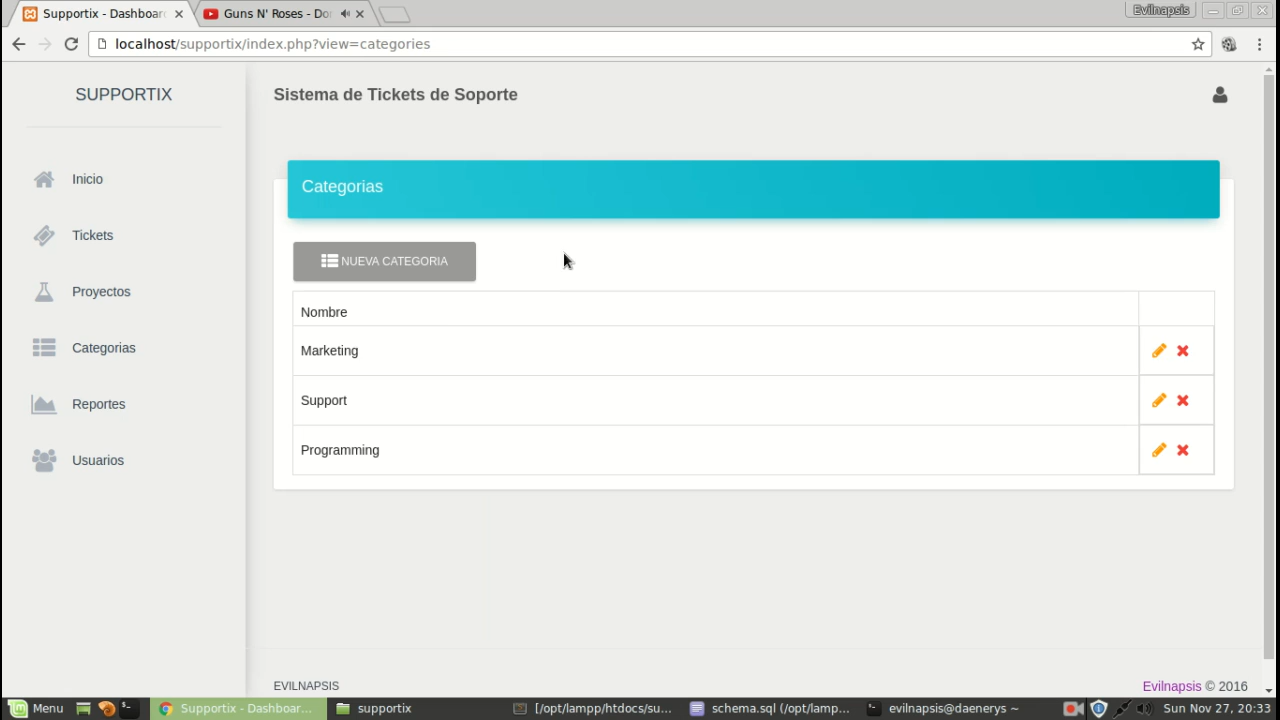 Supportix - Dashboar
Guns N' Roses - Do
Evilnapsis
localhost/supportix/index.php?view=categories
SUPPORTIX
Sistema de Tickets de Soporte
Inicio
Tickets
Proyectos
Categorias
Reportes
Usuarios
Categorias
NUEVA CATEGORIA
Nombre
Marketing
Support
Programming
EVILNAPSIS
Evilnapsis © 2016
Menu
Supportix - Dashboar...
supportix
[/opt/lampp/htdocs/su...
schema.sql (/opt/lamp...
evilnapsis@daenerys ~
Sun Nov 27, 20:33